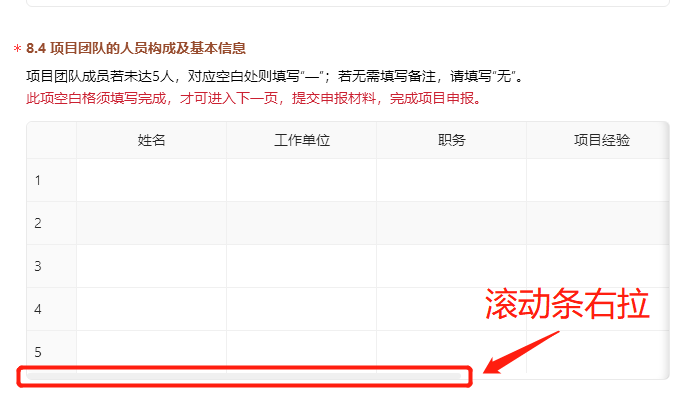 * 8.4 项目团队的人员构成及基本信息
项目团队成员若未达5人，对应空白处则填写“—”；若无需填写备注，请填写“无”。
此项空白格须填写完成，才可进入下一页，提交申报材料，完成项目申报。
姓名 工作单位 职务 项目经验
1
2
3
4
滚动条右拉
5